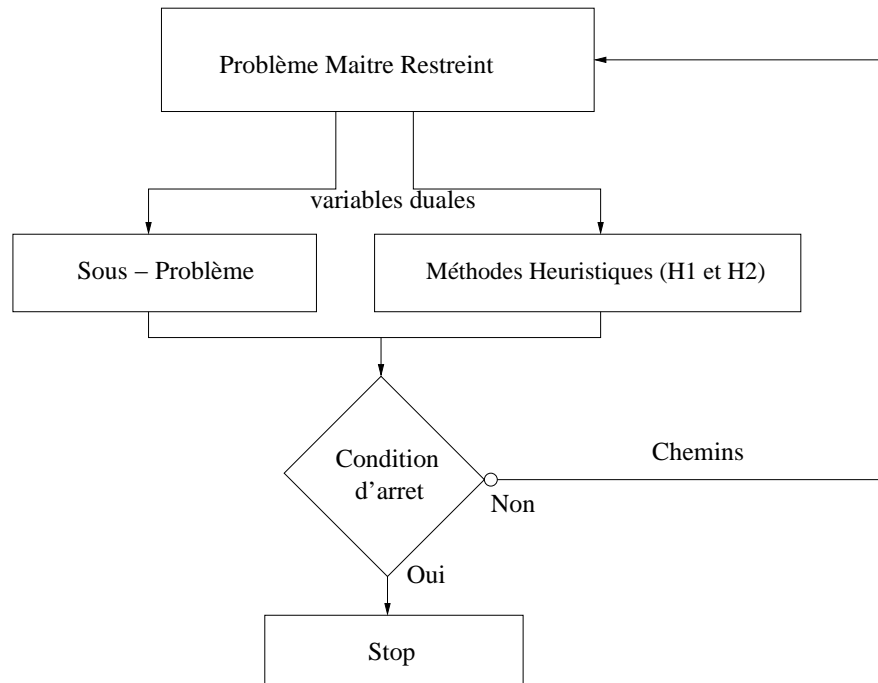 Problème Maitre Restreint
variables duales
Sous – Problème
Méthodes Heuristiques (H1 et H2)
Condition
d'arret
Chemins
Non
Oui
Stop